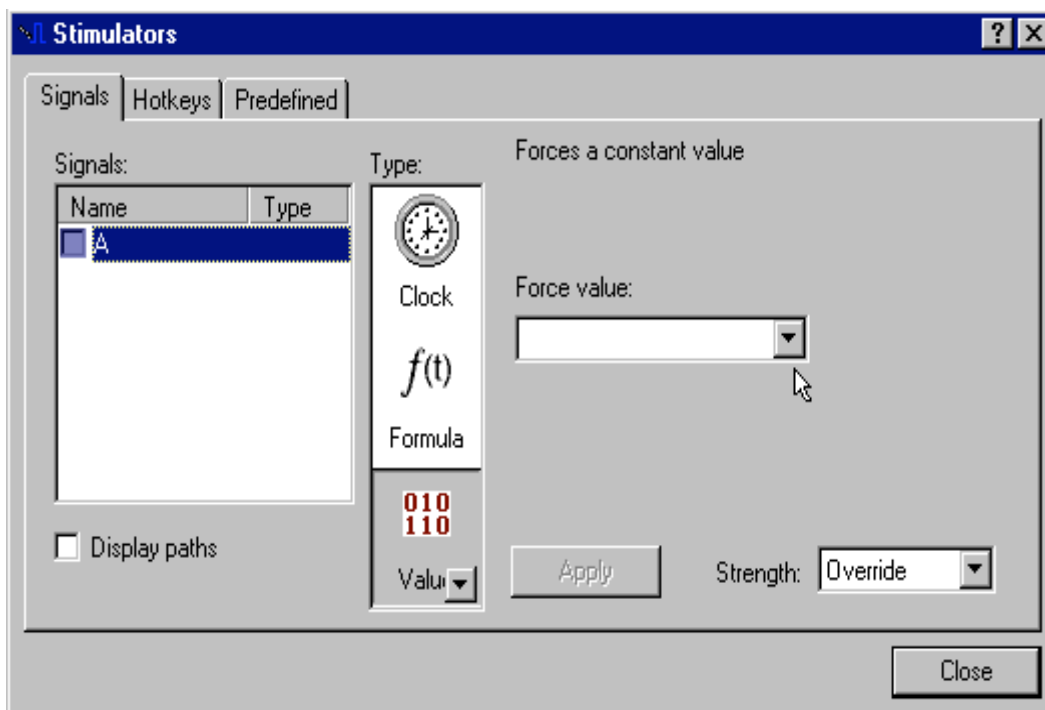 Stimulators
Signals Hotkeys Predefined
Signals:
Name Type
A
Display paths
Type:
Clock
f(t)
Formula
010
110
Valu
Forces a constant value
Force value:
Apply
Strength: Override
Close